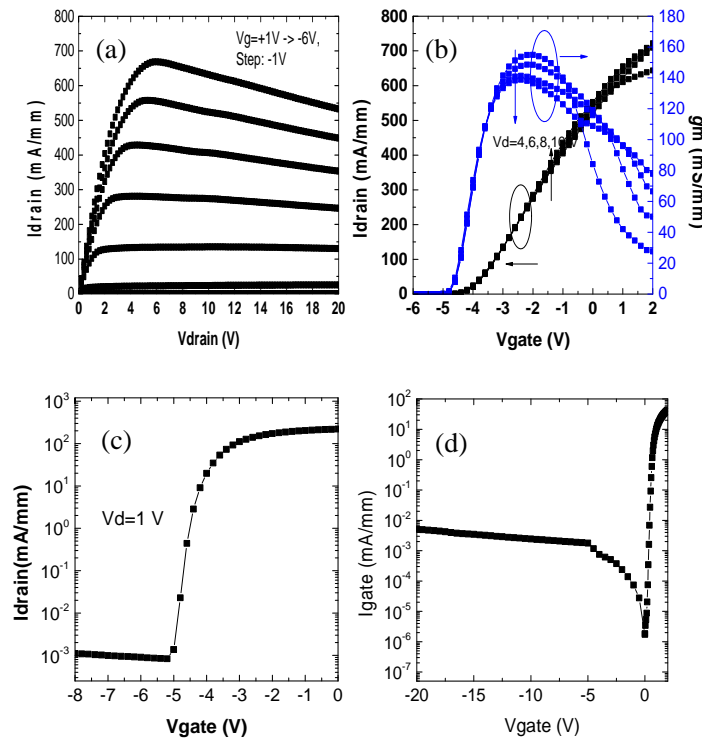 (a)
Vg=+1V -> -6V,
Step: -1V
800
700
600
500
400
300
200
100
0
0 2 4 6 8 10 12 14 16 18 20
Vdrain (V)
Idrain (mA/mm)
(b)
800
700
600
500
400
300
200
100
0
-6 -5 -4 -3 -2 -1 0 1 2
Vgate (V)
Idrain (mA/mm)
Vd=4,6,8,10
180
160
140
120
100
80
60
40
20
0
gm (mS/mm)
(c)
Vd=1 V
10³
10²
10¹
10⁰
10⁻¹
10⁻²
10⁻³
-8 -7 -6 -5 -4 -3 -2 -1 0
Vgate (V)
Idrain(mA/mm)
(d)
10²
10¹
10⁰
10⁻¹
10⁻²
10⁻³
10⁻⁴
10⁻⁵
10⁻⁶
10⁻⁷
-20 -15 -10 -5 0
Vgate (V)
Igate (mA/mm)